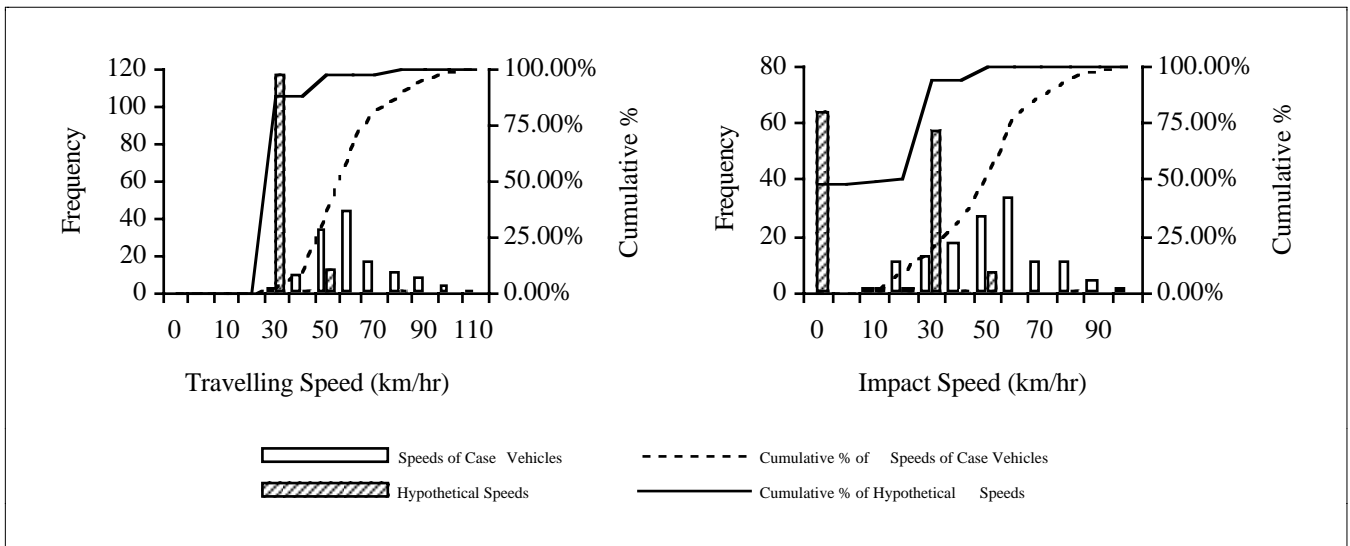 120
100
80
60
40
20
0
Frequency
100.00%
75.00%
50.00%
25.00%
0.00%
Cumulative %
0 10 30 50 70 90 110
Travelling Speed (km/hr)
80
60
40
20
0
Frequency
100.00%
75.00%
50.00%
25.00%
0.00%
Cumulative %
0 10 30 50 70 90
Impact Speed (km/hr)
Speeds of Case Vehicles
Cumulative % of Speeds of Case Vehicles
Hypothetical Speeds
Cumulative % of Hypothetical Speeds